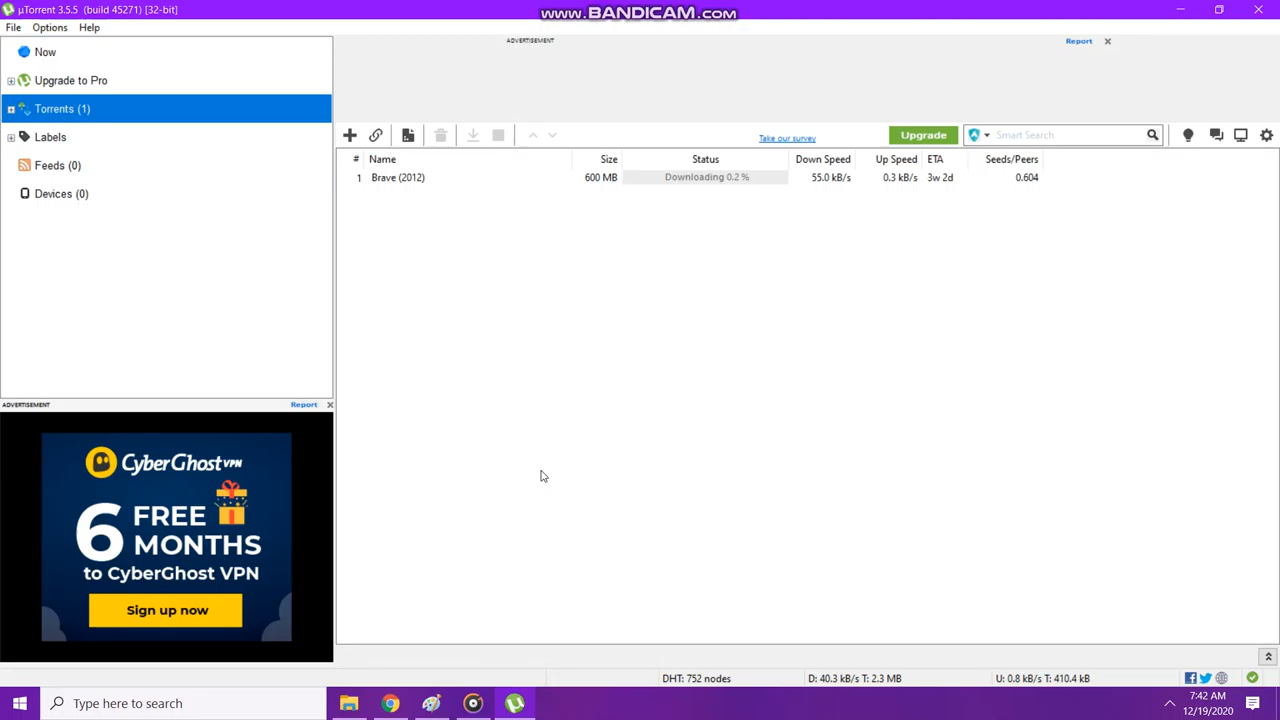 µTorrent 3.5.5 (build 45271) [32-bit]
www.BANDICAM.com
File Options Help
Now
Upgrade to Pro
Torrents (1)
Labels
Feeds (0)
Devices (0)
ADVERTISEMENT
Report
Take our survey
Upgrade
Smart Search
# Name Size Status Down Speed Up Speed ETA Seeds/Peers
1 Brave (2012) 600 MB Downloading 0.2 % 55.0 kB/s 0.3 kB/s 3w 2d 0.604
ADVERTISEMENT
Report
CyberGhost VPN
6 FREE
MONTHS
to CyberGhost VPN
Sign up now
DHT: 752 nodes
D: 40.3 kB/s T: 2.3 MB
U: 0.8 kB/s T: 410.4 kB
Type here to search
7:42 AM
12/19/2020